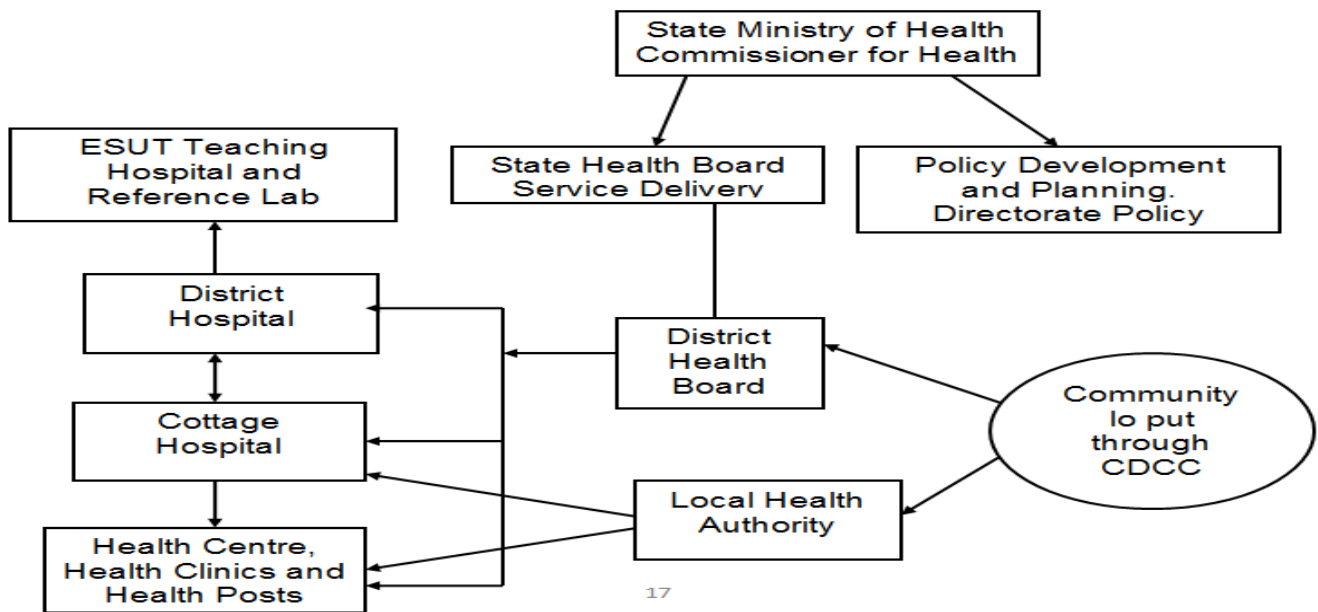 State Ministry of Health
Commissioner for Health
ESUT Teaching
Hospital and
Reference Lab
State Health Board
Service Delivery
Policy Development
and Planning.
Directorate Policy
District
Hospital
District
Health
Board
Community
Io put
through
CDCC
Cottage
Hospital
Local Health
Authority
Health Centre,
Health Clinics and
Health Posts
17